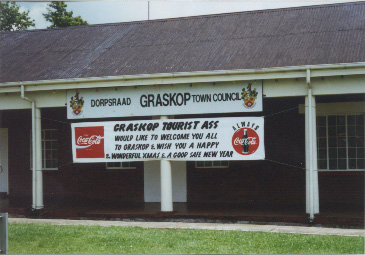 DORPSRAAD GRASKOP TOWN COUNCIL
GRASKOP TOURIST ASS
WOULD LIKE TO WELCOME YOU ALL
TO GRASKOP & WISH YOU A HAPPY
& WONDERFUL XMAS & A GOOD SAFE NEW YEAR
Coca-Cola
ALWAYS
Coca-Cola